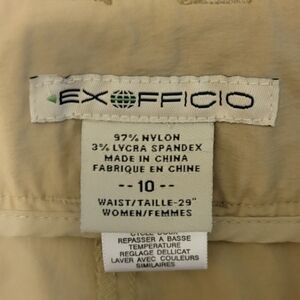 EXOFFICIO
97% NYLON
3% LYCRA SPANDEX
MADE IN CHINA
FABRIQUE EN CHINE
-- 10 --
WAIST/TAILLE-29"
WOMEN/FEMMES
REPASSER A BASSE
TEMPERATURE
REGLAGE DELLICAT
LAVER AVEC COULEURS
SIMILAIRES